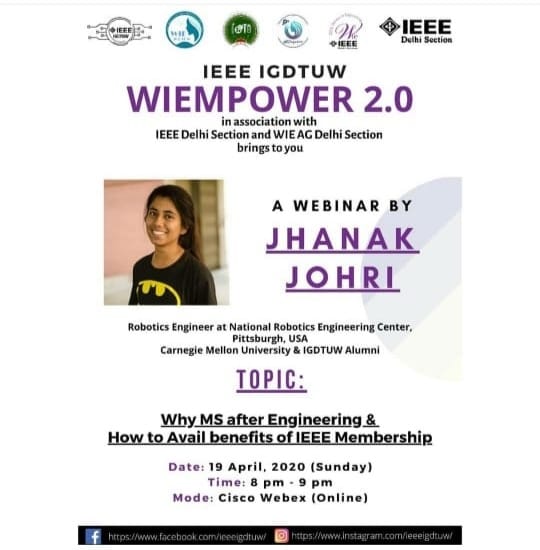 IEEE
Delhi Section
IEEE
IEEE
IEEE IGDTUW
WIEMPOWER 2.0
in association with
IEEE Delhi Section and WIE AG Delhi Section
brings to you
A WEBINAR BY
JHANAK
JOHRI
Robotics Engineer at National Robotics Engineering Center,
Pittsburgh, USA
Carnegie Mellon University & IGDTUW Alumni
TOPIC:
Why MS after Engineering &
How to Avail benefits of IEEE Membership
Date: 19 April, 2020 (Sunday)
Time: 8 pm - 9 pm
Mode: Cisco Webex (Online)
https://www.facebook.com/ieeeigdtuw/ https://www.instagram.com/ieeeigdtuw/